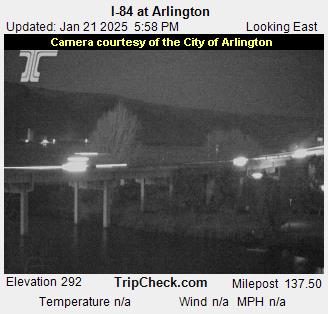 I-84 at Arlington
Updated: Jan 21 2025 5:58 PM Looking East
Camera courtesy of the City of Arlington
Elevation 292 TripCheck.com Milepost 137.50
Temperature n/a Wind n/a MPH n/a